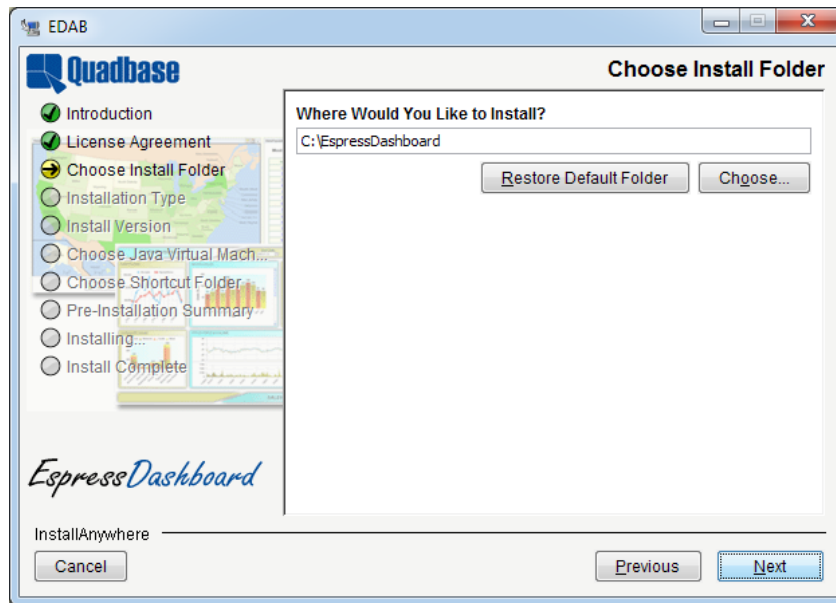 EDAB
Quadbase
Choose Install Folder
Introduction
License Agreement
Choose Install Folder
Installation Type
Install Version
Choose Java Virtual Mach...
Choose Shortcut Folder
Pre-Installation Summary
Installing...
Install Complete
Where Would You Like to Install?
C:\EspressDashboard
Restore Default Folder Choose...
EspressDashboard
InstallAnywhere
Cancel Previous Next